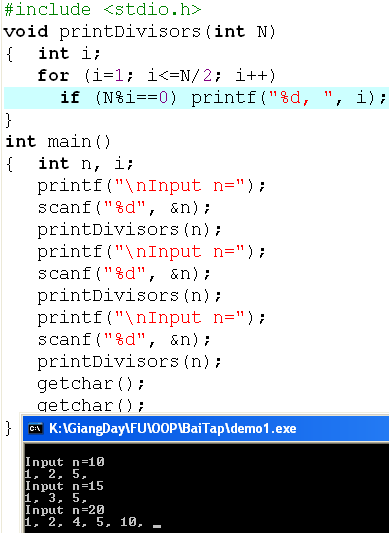 #include <stdio.h>
void printDivisors(int N)
{  int i;
   for (i=1; i<=N/2; i++)
     if (N%i==0) printf("%d, ", i);
}
int main()
{  int n, i;
   printf("\nInput n=");
   scanf("%d", &n);
   printDivisors(n);
   printf("\nInput n=");
   scanf("%d", &n);
   printDivisors(n);
   printf("\nInput n=");
   scanf("%d", &n);
   printDivisors(n);
   getchar();
   getchar();
}
C:\ K:\GiangDay\FU\OOP\BaiTap\demo1.exe
Input n=10
1, 2, 5,
Input n=15
1, 3, 5,
Input n=20
1, 2, 4, 5, 10, _